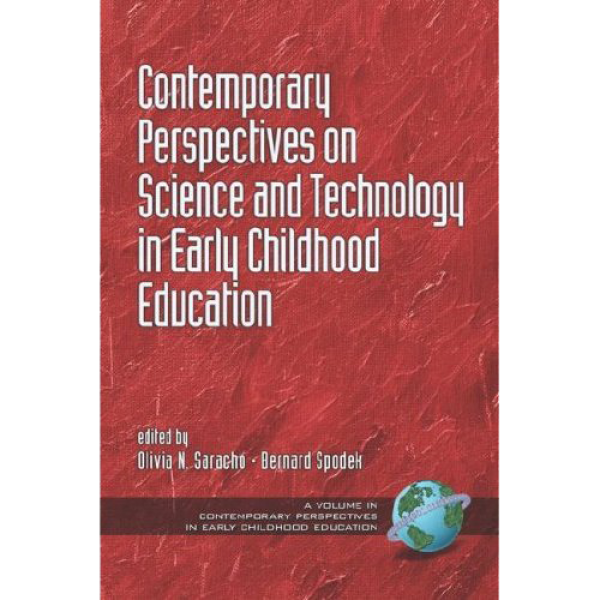 Contemporary
Perspectives on
Science and Technology
in Early Childhood
Education
edited by
Olivia N. Saracho • Bernard Spodek
A VOLUME IN
CONTEMPORARY PERSPECTIVES
IN EARLY CHILDHOOD EDUCATION